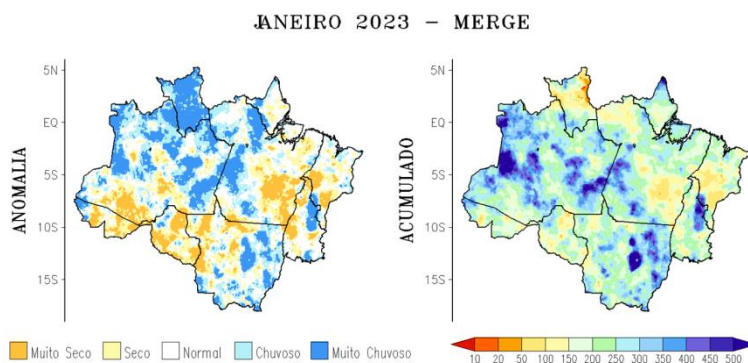 JANEIRO 2023 – MERGE
ANOMALIA
5N
EQ
5S
10S
15S
ACUMULADO
5N
EQ
5S
10S
15S
Muito Seco Seco Normal Chuvoso Muito Chuvoso
10 20 50 100 150 200 250 300 350 400 450 500